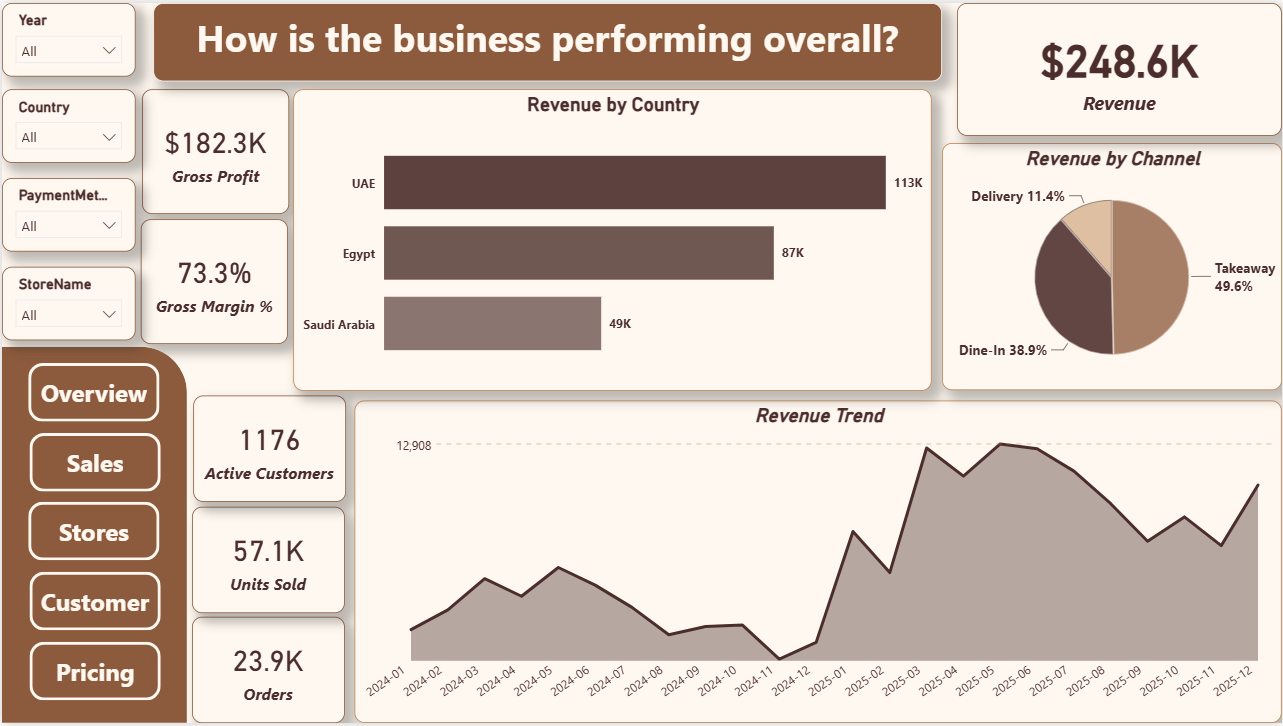 Year
All
How is the business performing overall?
$248.6K
Revenue
Country
All
$182.3K
Gross Profit
PaymentMet...
All
73.3%
Gross Margin %
StoreName
All
Revenue by Country
UAE
113K
Egypt
87K
Saudi Arabia
49K
Revenue by Channel
Delivery 11.4%
Takeaway
49.6%
Dine-In 38.9%
Overview
Sales
Stores
Customer
Pricing
1176
Active Customers
57.1K
Units Sold
23.9K
Orders
Revenue Trend
12,908
2024-01
2024-02
2024-03
2024-04
2024-05
2024-06
2024-07
2024-08
2024-09
2024-10
2024-11
2024-12
2025-01
2025-02
2025-03
2025-04
2025-05
2025-06
2025-07
2025-08
2025-09
2025-10
2025-11
2025-12